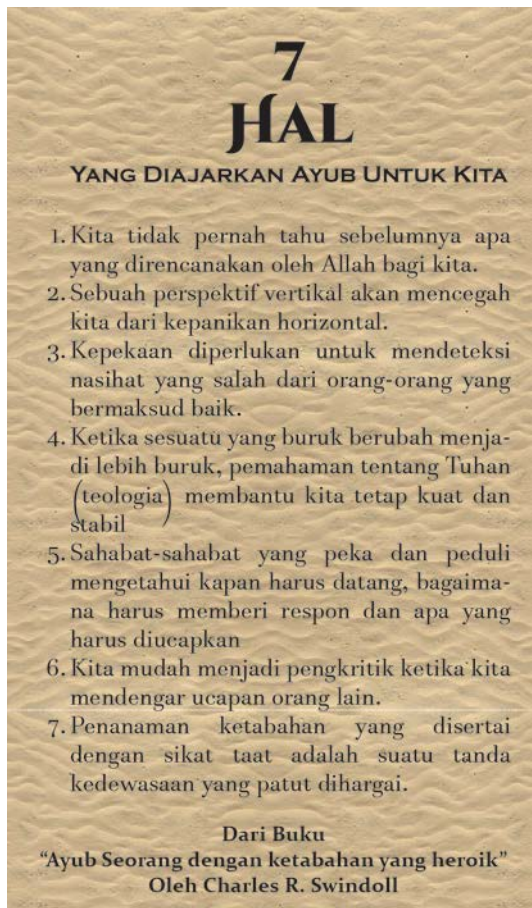 7
HAL
YANG DIAJARKAN AYUB UNTUK KITA
1. Kita tidak pernah tahu sebelumnya apa
yang direncanakan oleh Allah bagi kita.
2. Sebuah perspektif vertikal akan mencegah
kita dari kepanikan horizontal.
3. Kepekaan diperlukan untuk mendeteksi
nasihat yang salah dari orang-orang yang
bermaksud baik.
4. Ketika sesuatu yang buruk berubah menja-
di lebih buruk, pemahaman tentang Tuhan
(teologia) membantu kita tetap kuat dan
stabil
5. Sahabat-sahabat yang peka dan peduli
mengetahui kapan harus datang, bagaima-
na harus memberi respon dan apa yang
harus diucapkan
6. Kita mudah menjadi pengkritik ketika kita
mendengar ucapan orang lain.
7. Penanaman ketabahan yang disertai
dengan sikat taat adalah suatu tanda
kedewasaan yang patut dihargai.
Dari Buku
“Ayub Seorang dengan ketabahan yang heroik”
Oleh Charles R. Swindoll